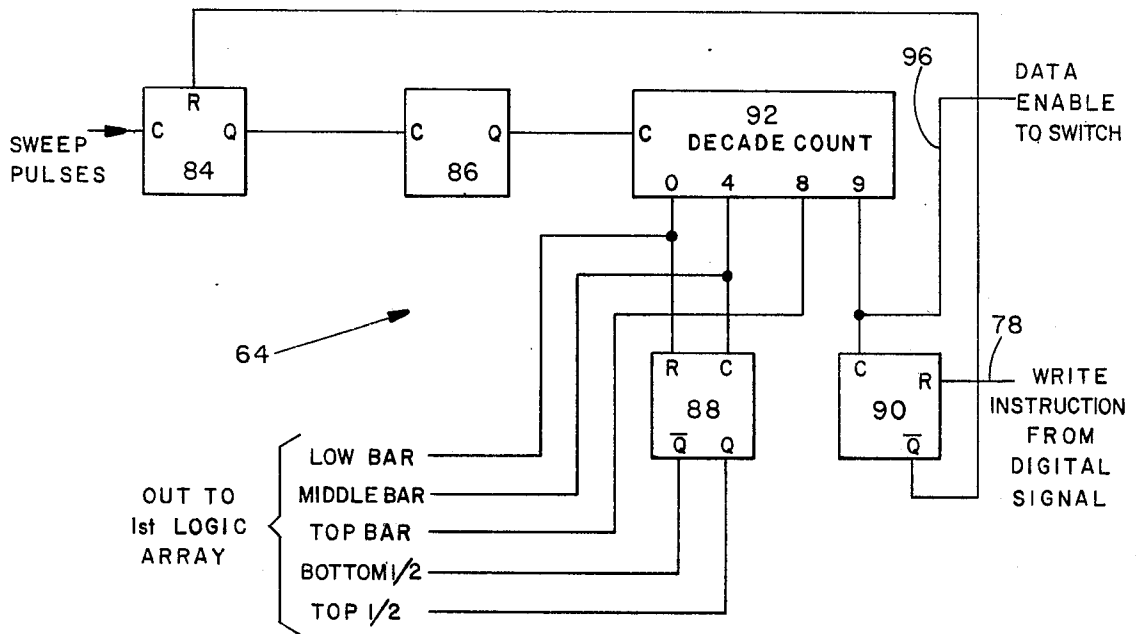 96
DATA
ENABLE
TO SWITCH
R
C Q
84
SWEEP
PULSES
C Q
86
92
C DECADE COUNT
0 4 8 9
64
78
R C
88
Q̅ Q
C
R
90
Q̅
WRITE
INSTRUCTION
FROM
DIGITAL
SIGNAL
OUT TO
1st LOGIC
ARRAY
LOW BAR
MIDDLE BAR
TOP BAR
BOTTOM 1/2
TOP 1/2